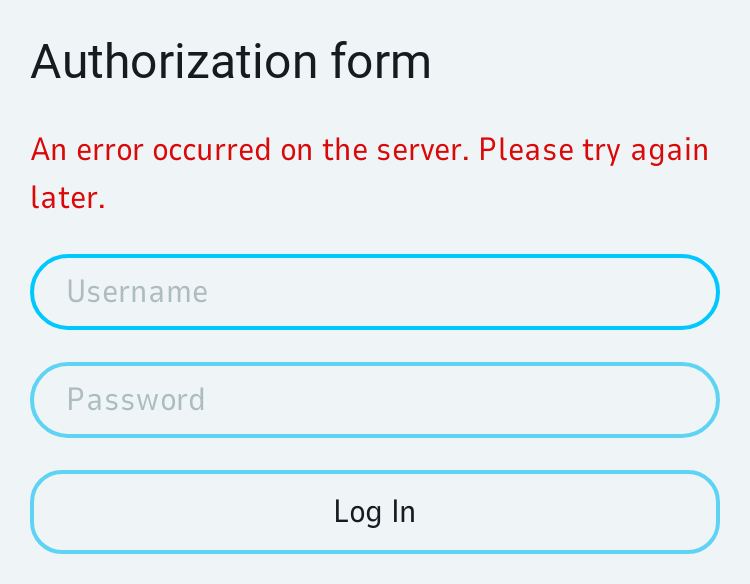 Authorization form
An error occurred on the server. Please try again
later.
Username
Password
Log In